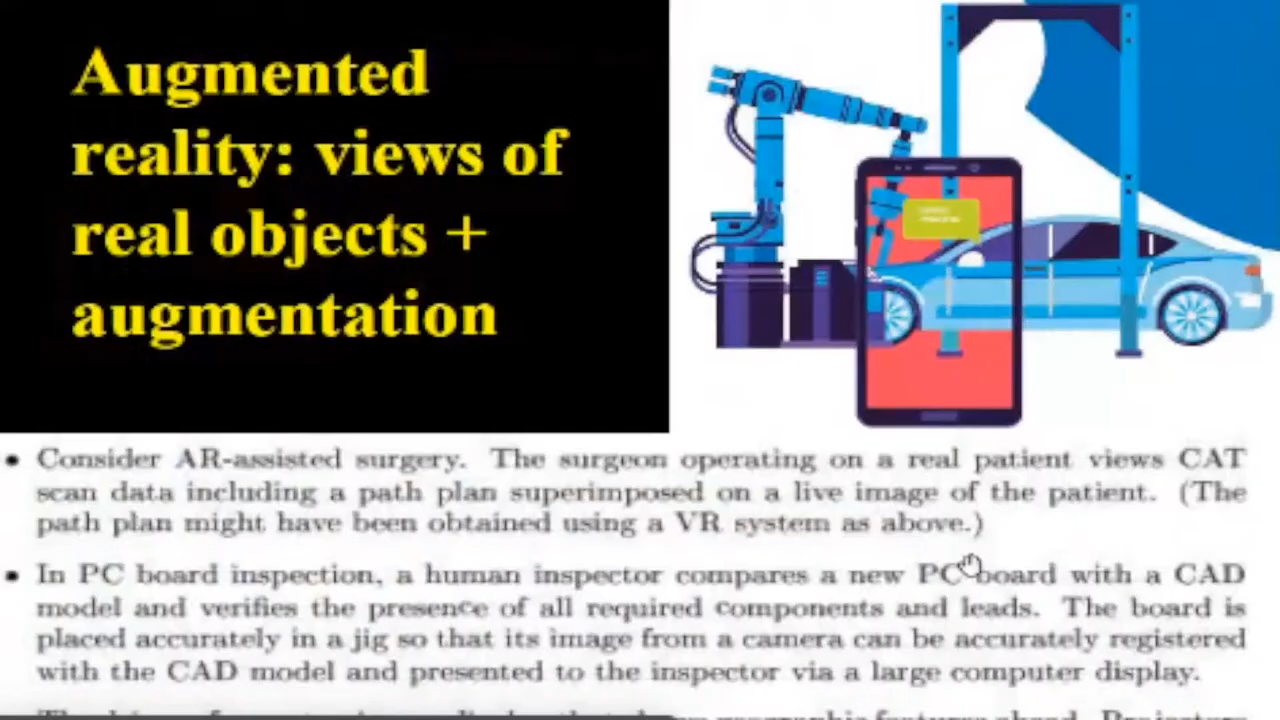 Augmented
reality: views of
real objects +
augmentation
• Consider AR-assisted surgery. The surgeon operating on a real patient views CAT
scan data including a path plan superimposed on a live image of the patient. (The
path plan might have been obtained using a VR system as above.)
• In PC board inspection, a human inspector compares a new PC board with a CAD
model and verifies the presence of all required components and leads. The board is
placed accurately in a jig so that its image from a camera can be accurately registered
with the CAD model and presented to the inspector via a large computer display.